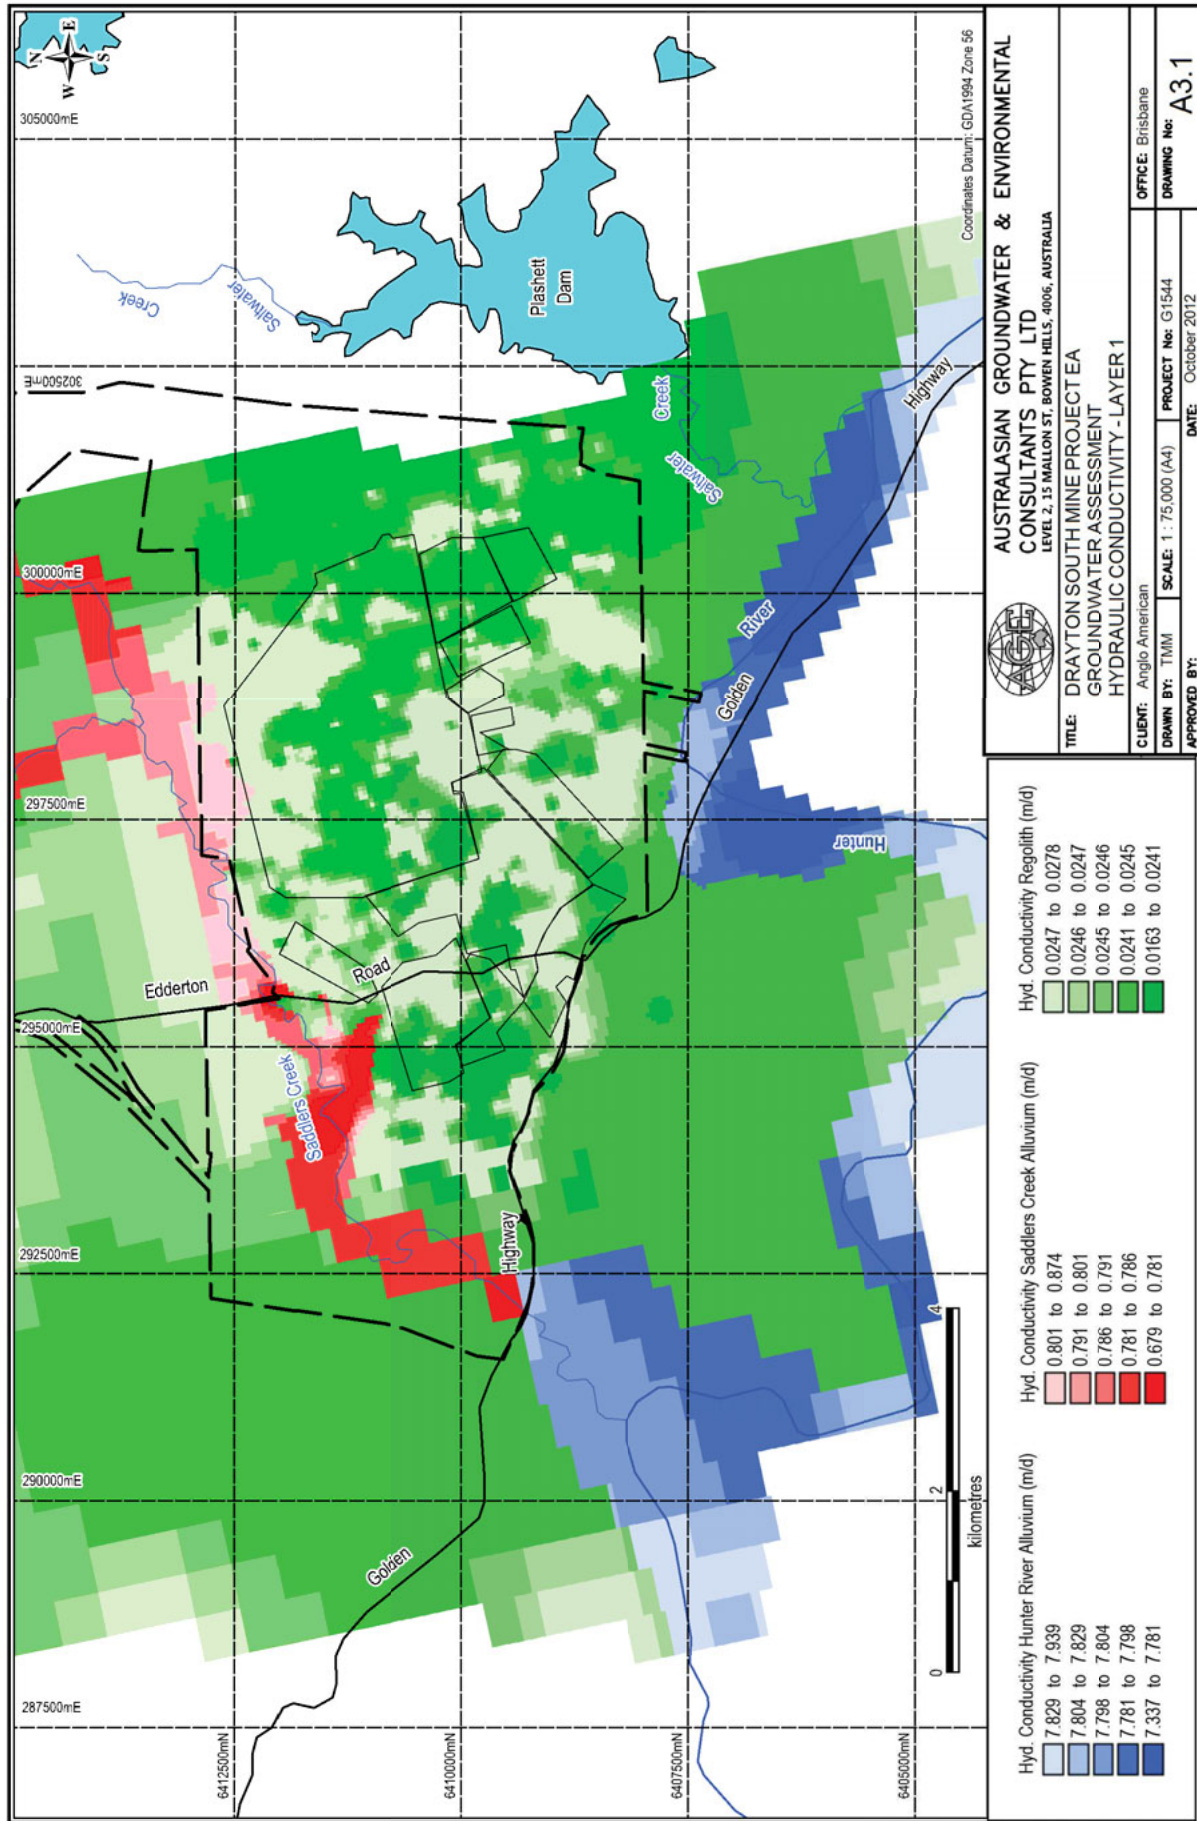 N
E
S
W
305000mE
302500mE
300000mE
297500mE
295000mE
292500mE
290000mE
287500mE
6412500mN
6410000mN
6407500mN
6405000mN
Saltwater
Creek
Plashett
Dam
Saltwater
Creek
Edderton
Road
Saddlers Creek
Golden
Highway
Golden
Highway
Hunter
River
Coordinates Datum: GDA1994 Zone 56
0
2
4
kilometres
Hyd. Conductivity Hunter River Alluvium (m/d)
7.829 to 7.939
7.804 to 7.829
7.798 to 7.804
7.781 to 7.798
7.337 to 7.781
Hyd. Conductivity Saddlers Creek Alluvium (m/d)
0.801 to 0.874
0.791 to 0.801
0.786 to 0.791
0.781 to 0.786
0.679 to 0.781
Hyd. Conductivity Regolith (m/d)
0.0247 to 0.0278
0.0246 to 0.0247
0.0245 to 0.0246
0.0241 to 0.0245
0.0163 to 0.0241
AGE
AUSTRALASIAN GROUNDWATER & ENVIRONMENTAL
CONSULTANTS PTY LTD
LEVEL 2, 15 MALLON ST, BOWEN HILLS, 4006, AUSTRALIA
TITLE: DRAYTON SOUTH MINE PROJECT EA
GROUNDWATER ASSESSMENT
HYDRAULIC CONDUCTIVITY - LAYER 1
CLIENT: Anglo American
OFFICE: Brisbane
DRAWN BY: TMM
SCALE: 1 : 75,000 (A4)
PROJECT No: G1544
DRAWING No: A3.1
APPROVED BY:
DATE: October 2012